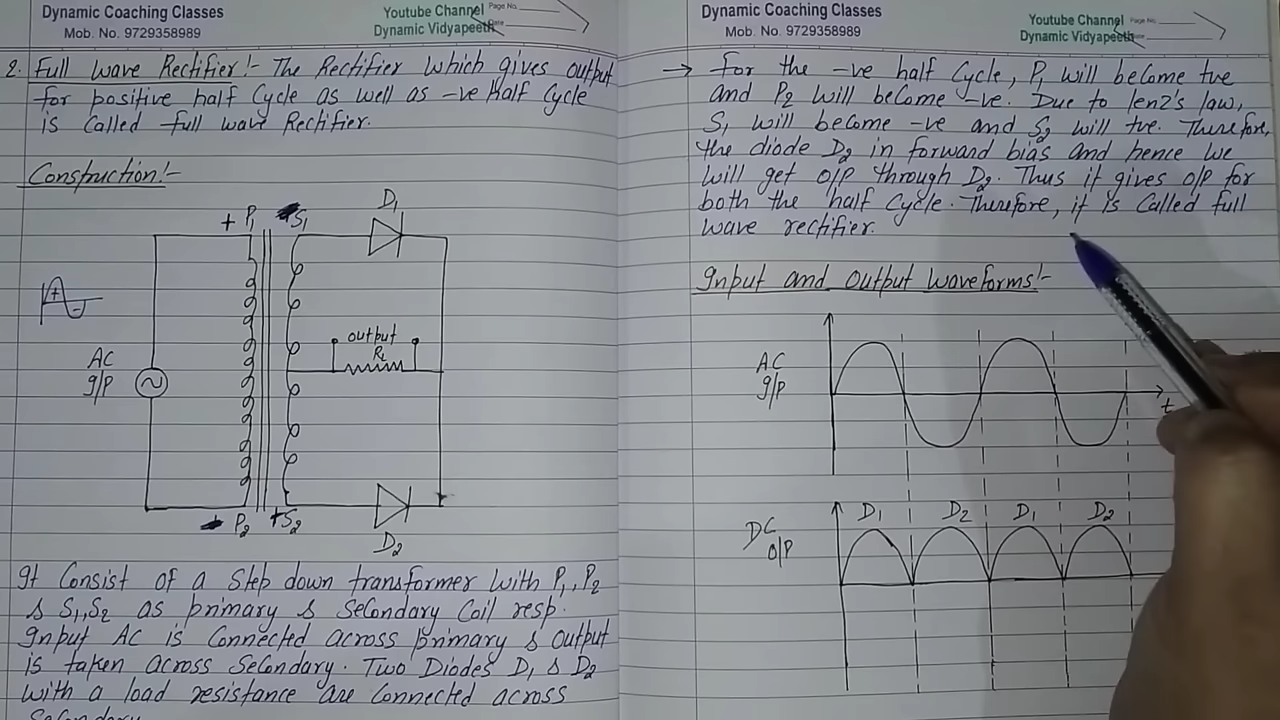 Dynamic Coaching Classes
Mob. No. 9729358989
Youtube Channel
Dynamic Vidyapeeth
Page No.
Date
2. Full Wave Rectifier!- The Rectifier which gives output
for positive half Cycle as well as -ve Half Cycle
is Called full wave Rectifier.
Construction!-
+ P1
S1
D1
+
-
AC
I/P
output
RL
P2
+S2
D2
It Consist of a Step down transformer with P1, P2
& S1, S2 as primary & Secondary Coil resp.
Input AC is Connected across primary & output
is taken across Secondary. Two Diodes D1 & D2
with a load resistance are Connected across
Secondary
Dynamic Coaching Classes
Mob. No. 9729358989
Youtube Channel
Dynamic Vidyapeeth
Page No.
→ For the -ve half Cycle, P1 will become +ve
and P2 will become -ve. Due to lenz's law,
S1 will become -ve and S2 will +ve. Therefore,
the diode D2 in forward bias and hence we
will get O/P through D2. Thus it gives O/P for
both the half Cycle. Therefore, it is Called full
wave rectifier.
Input and Output Waveforms!-
AC
I/P
t
DC
O/P
D1 D2 D1 D2